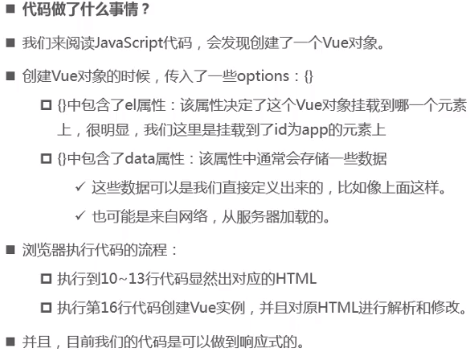 代码做了什么事情？
我们来阅读JavaScript代码，会发现创建了一个Vue对象。
创建Vue对象的时候，传入了一些options：{}
{}中包含了el属性：该属性决定了这个Vue对象挂载到哪一个元素
上，很明显，我们这里是挂载到了id为app的元素上
{}中包含了data属性：该属性中通常会存储一些数据
这些数据可以是我们直接定义出来的，比如像上面这样。
也可能是来自网络，从服务器加载的。
浏览器执行代码的流程：
执行到10~13行代码显然出对应的HTML
执行第16行代码创建Vue实例，并且对原HTML进行解析和修改。
并且，目前我们的代码是可以做到响应式的。